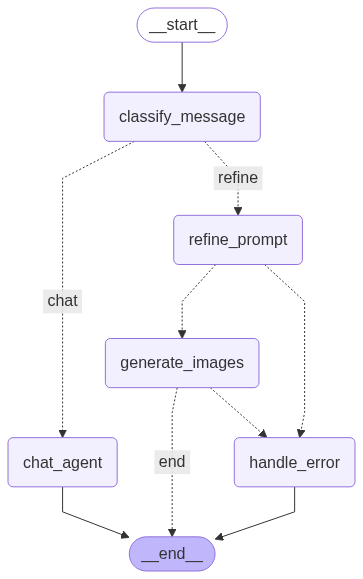 __start__
classify_message
refine
refine_prompt
chat
generate_images
end
chat_agent
handle_error
__end__